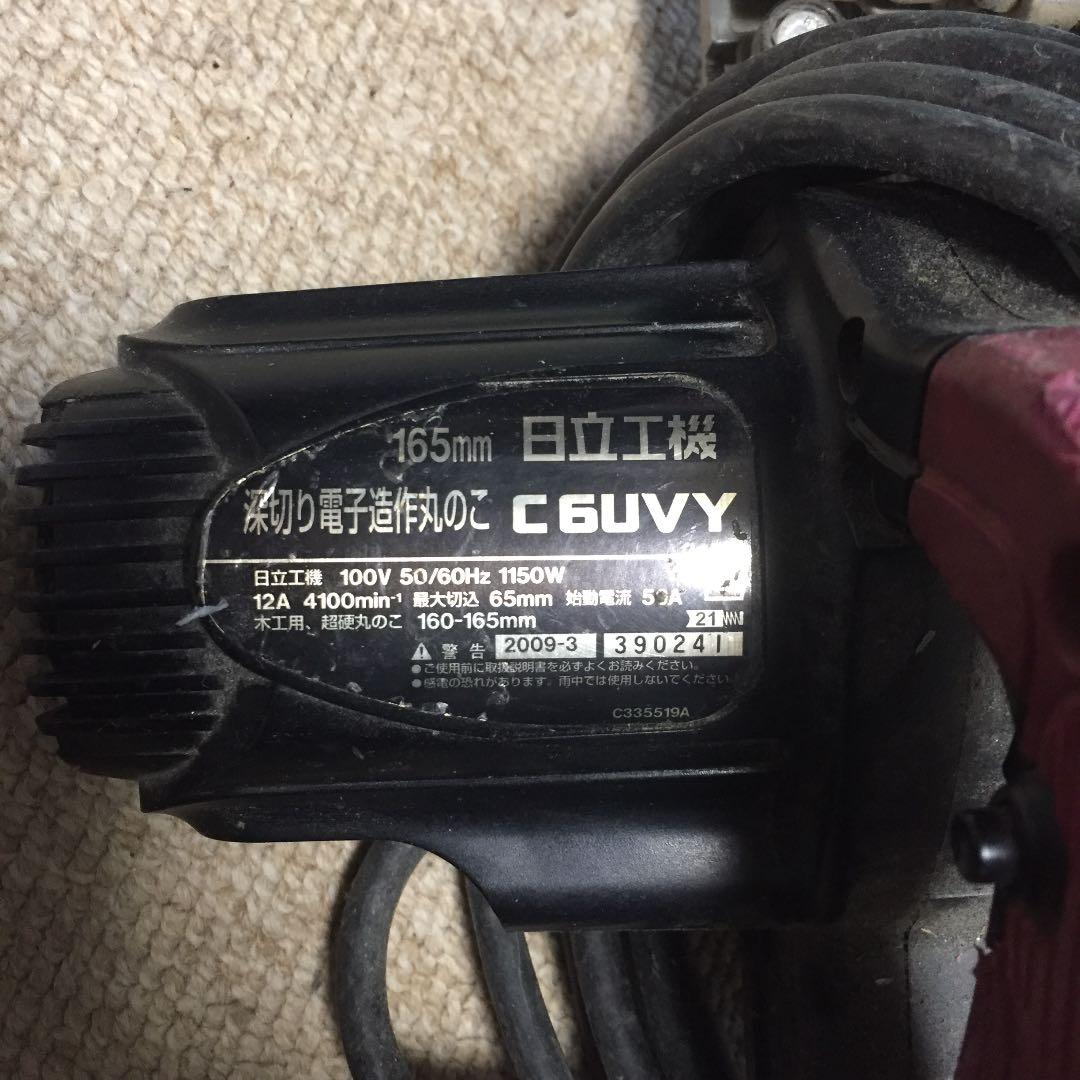 165mm 日立工機
深切り電子造作丸のこ C6UVY
日立工機 100V 50/60Hz 1150W
12A 4100min⁻¹ 最大切込 65mm 始動電流
木工用、超硬丸のこ 160-165mm 21
⚠ 警告 2009-3 390241
●ご使用前に取扱説明書を必ずよくお読みください。
●感電の恐れがあります。雨中では使用しないでください
C335519A